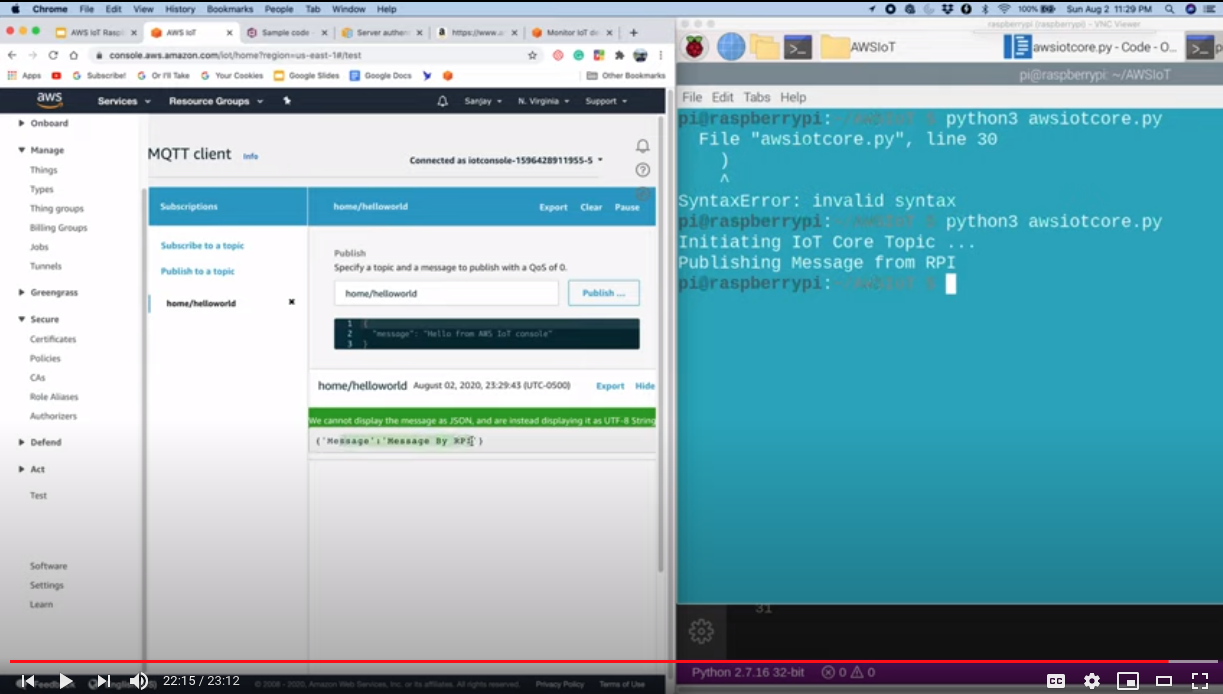 Chrome File Edit View History Bookmarks People Tab Window Help
100% Sun Aug 2 11:29 PM
AWS IoT Raspi
AWS IoT
Sample code -
Server authen
https://www.a
Monitor IoT de
console.aws.amazon.com/iot/home?region=us-east-1#/test
Apps Subscribe! Or I'll Take Your Cookies Google Slides Google Docs Other Bookmarks
aws Services Resource Groups Sanjay N. Virginia Support
Onboard
Manage
Things
Types
Thing groups
Billing Groups
Jobs
Tunnels
Greengrass
Secure
Certificates
Policies
CAs
Role Aliases
Authorizers
Defend
Act
Test
Software
Settings
Learn
MQTT client Info
Connected as iotconsole-1596428911955-5
Subscriptions
home/helloworld Export Clear Pause
Subscribe to a topic
Publish to a topic
home/helloworld
Publish
Specify a topic and a message to publish with a QoS of 0.
home/helloworld
Publish ...
1 {
2 "message": "Hello from AWS IoT console"
3 }
home/helloworld August 02, 2020, 23:29:43 (UTC-0500) Export Hide
We cannot display the message as JSON, and are instead displaying it as UTF-8 String
{'Message':'Message By RPI'}
raspberrypi (raspberrypi) - VNC Viewer
AWSIoT
awsiotcore.py - Code - O...
pi@raspberrypi: ~/AWSIoT
File Edit Tabs Help
pi@raspberrypi:~/AWSIoT $ python3 awsiotcore.py
File "awsiotcore.py", line 30
)
^
SyntaxError: invalid syntax
pi@raspberrypi:~/AWSIoT $ python3 awsiotcore.py
Initiating IoT Core Topic ...
Publishing Message from RPI
pi@raspberrypi:~/AWSIoT $
31
Python 2.7.16 32-bit 0 0
Feedback English
© 2008 - 2020, Amazon Web Services, Inc. or its affiliates. All rights reserved. Privacy Policy Terms of Use
22:15 / 23:12
CC